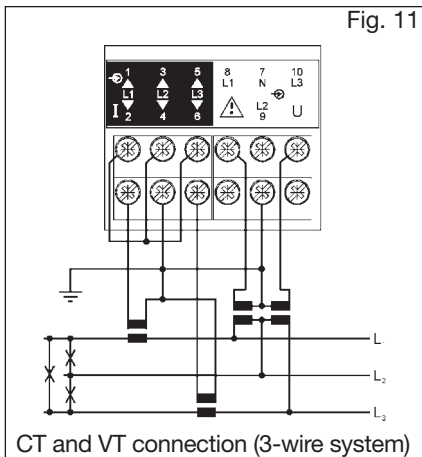 Fig. 11
1 3 5 8 7 10
L1 N L3
L1 L2 L3
I L2 U
2 4 6 9
L
L2
L3
CT and VT connection (3-wire system)